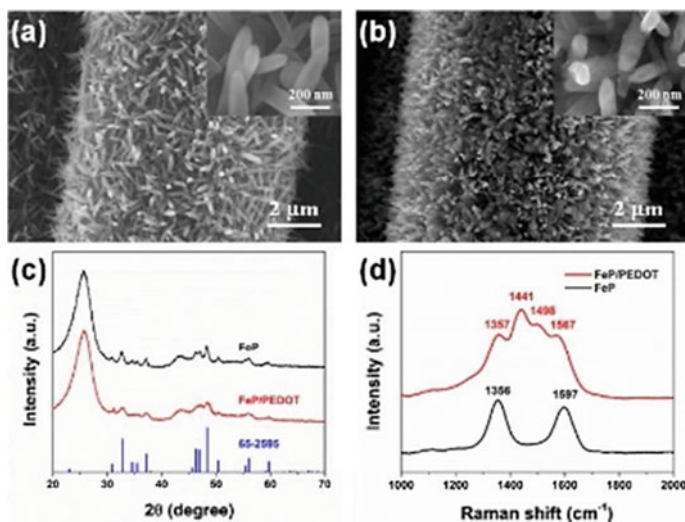 (a)
200 nm
2 μm
(b)
200 nm
2 μm
(c)
Intensity (a.u.)
FeP
FeP/PEDOT
65-2595
20 30 40 50 60 70
2θ (degree)
(d)
Intensity (a.u.)
FeP/PEDOT
FeP
1441
1498
1357
1567
1356
1597
1000 1200 1400 1600 1800 2000
Raman shift (cm-1)